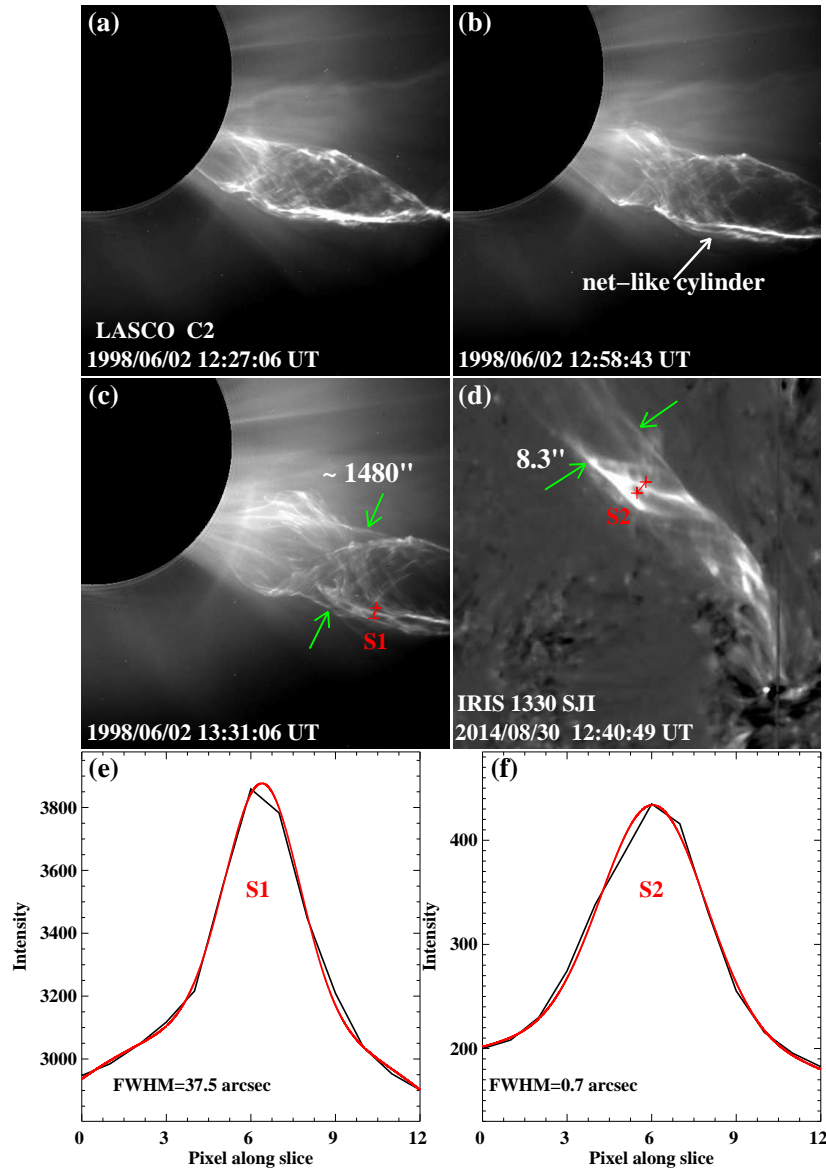 (a)
LASCO C2
1998/06/02 12:27:06 UT
(b)
net-like cylinder
1998/06/02 12:58:43 UT
(c)
~ 1480"
S1
1998/06/02 13:31:06 UT
(d)
8.3"
S2
IRIS 1330 SJI
2014/08/30 12:40:49 UT
(e)
3800
3600
3400
3200
3000
Intensity
S1
FWHM=37.5 arcsec
0 3 6 9 12
Pixel along slice
(f)
400
300
200
Intensity
S2
FWHM=0.7 arcsec
0 3 6 9 12
Pixel along slice